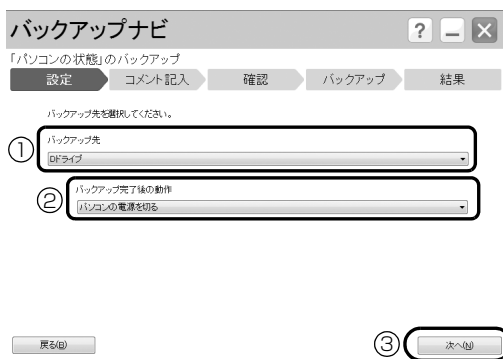 バックアップナビ
?
「パソコンの状態」のバックアップ
設定 コメント記入 確認 バックアップ 結果
バックアップ先を選択してください。
① バックアップ先
Dドライブ
② バックアップ完了後の動作
パソコンの電源を切る
戻る(B) ③ 次へ(N)